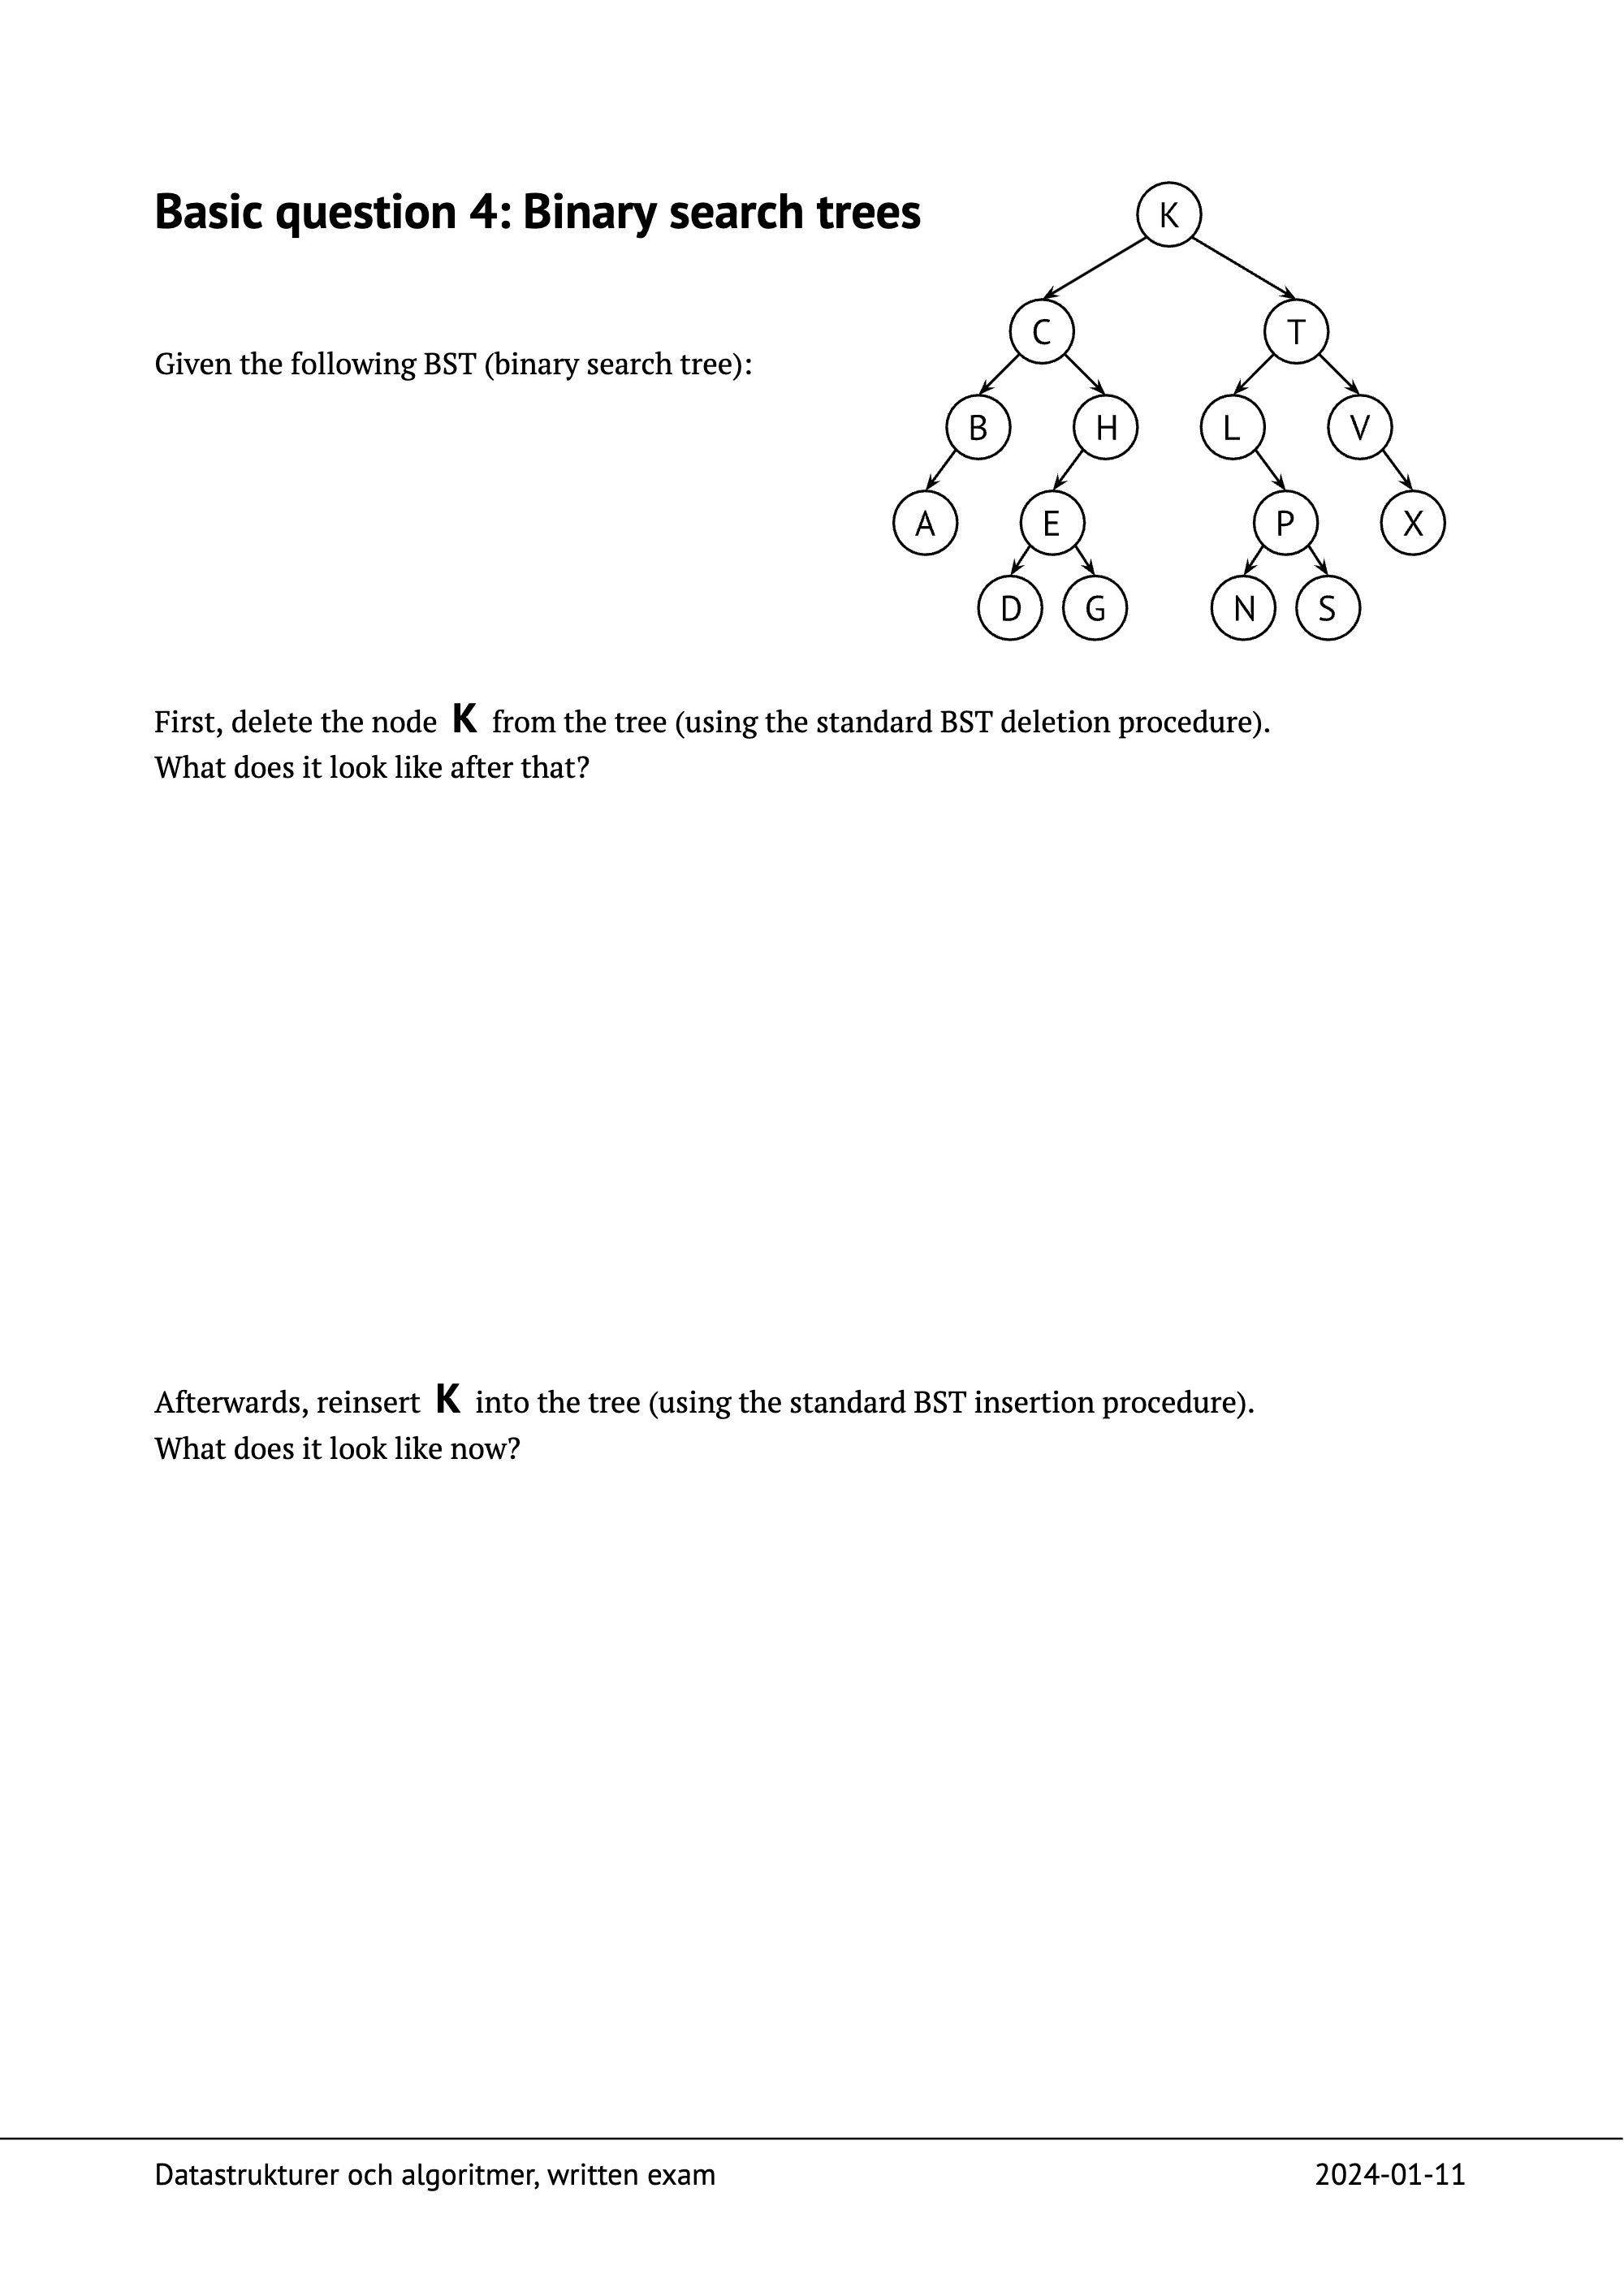 Basic question 4: Binary search trees
K
C T
Given the following BST (binary search tree):
B H L V
A E P X
D G N S
First, delete the node K from the tree (using the standard BST deletion procedure).
What does it look like after that?
Afterwards, reinsert K into the tree (using the standard BST insertion procedure).
What does it look like now?
Datastrukturer och algoritmer, written exam 2024-01-11